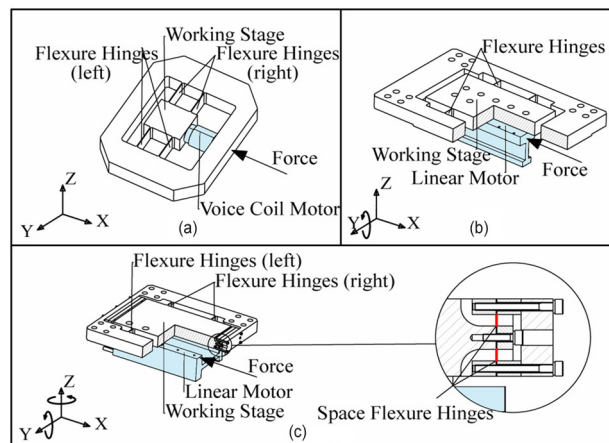 (a)
Working Stage
Flexure Hinges
(left)
Flexure Hinges
(right)
Force
Voice Coil Motor
Z
Y
X
(b)
Flexure Hinges
Working Stage
Linear Motor
Force
Z
Y
X
Flexure Hinges (left)
Flexure Hinges (right)
Force
Linear Motor
Working Stage
Z
Y
X
(c)
Space Flexure Hinges